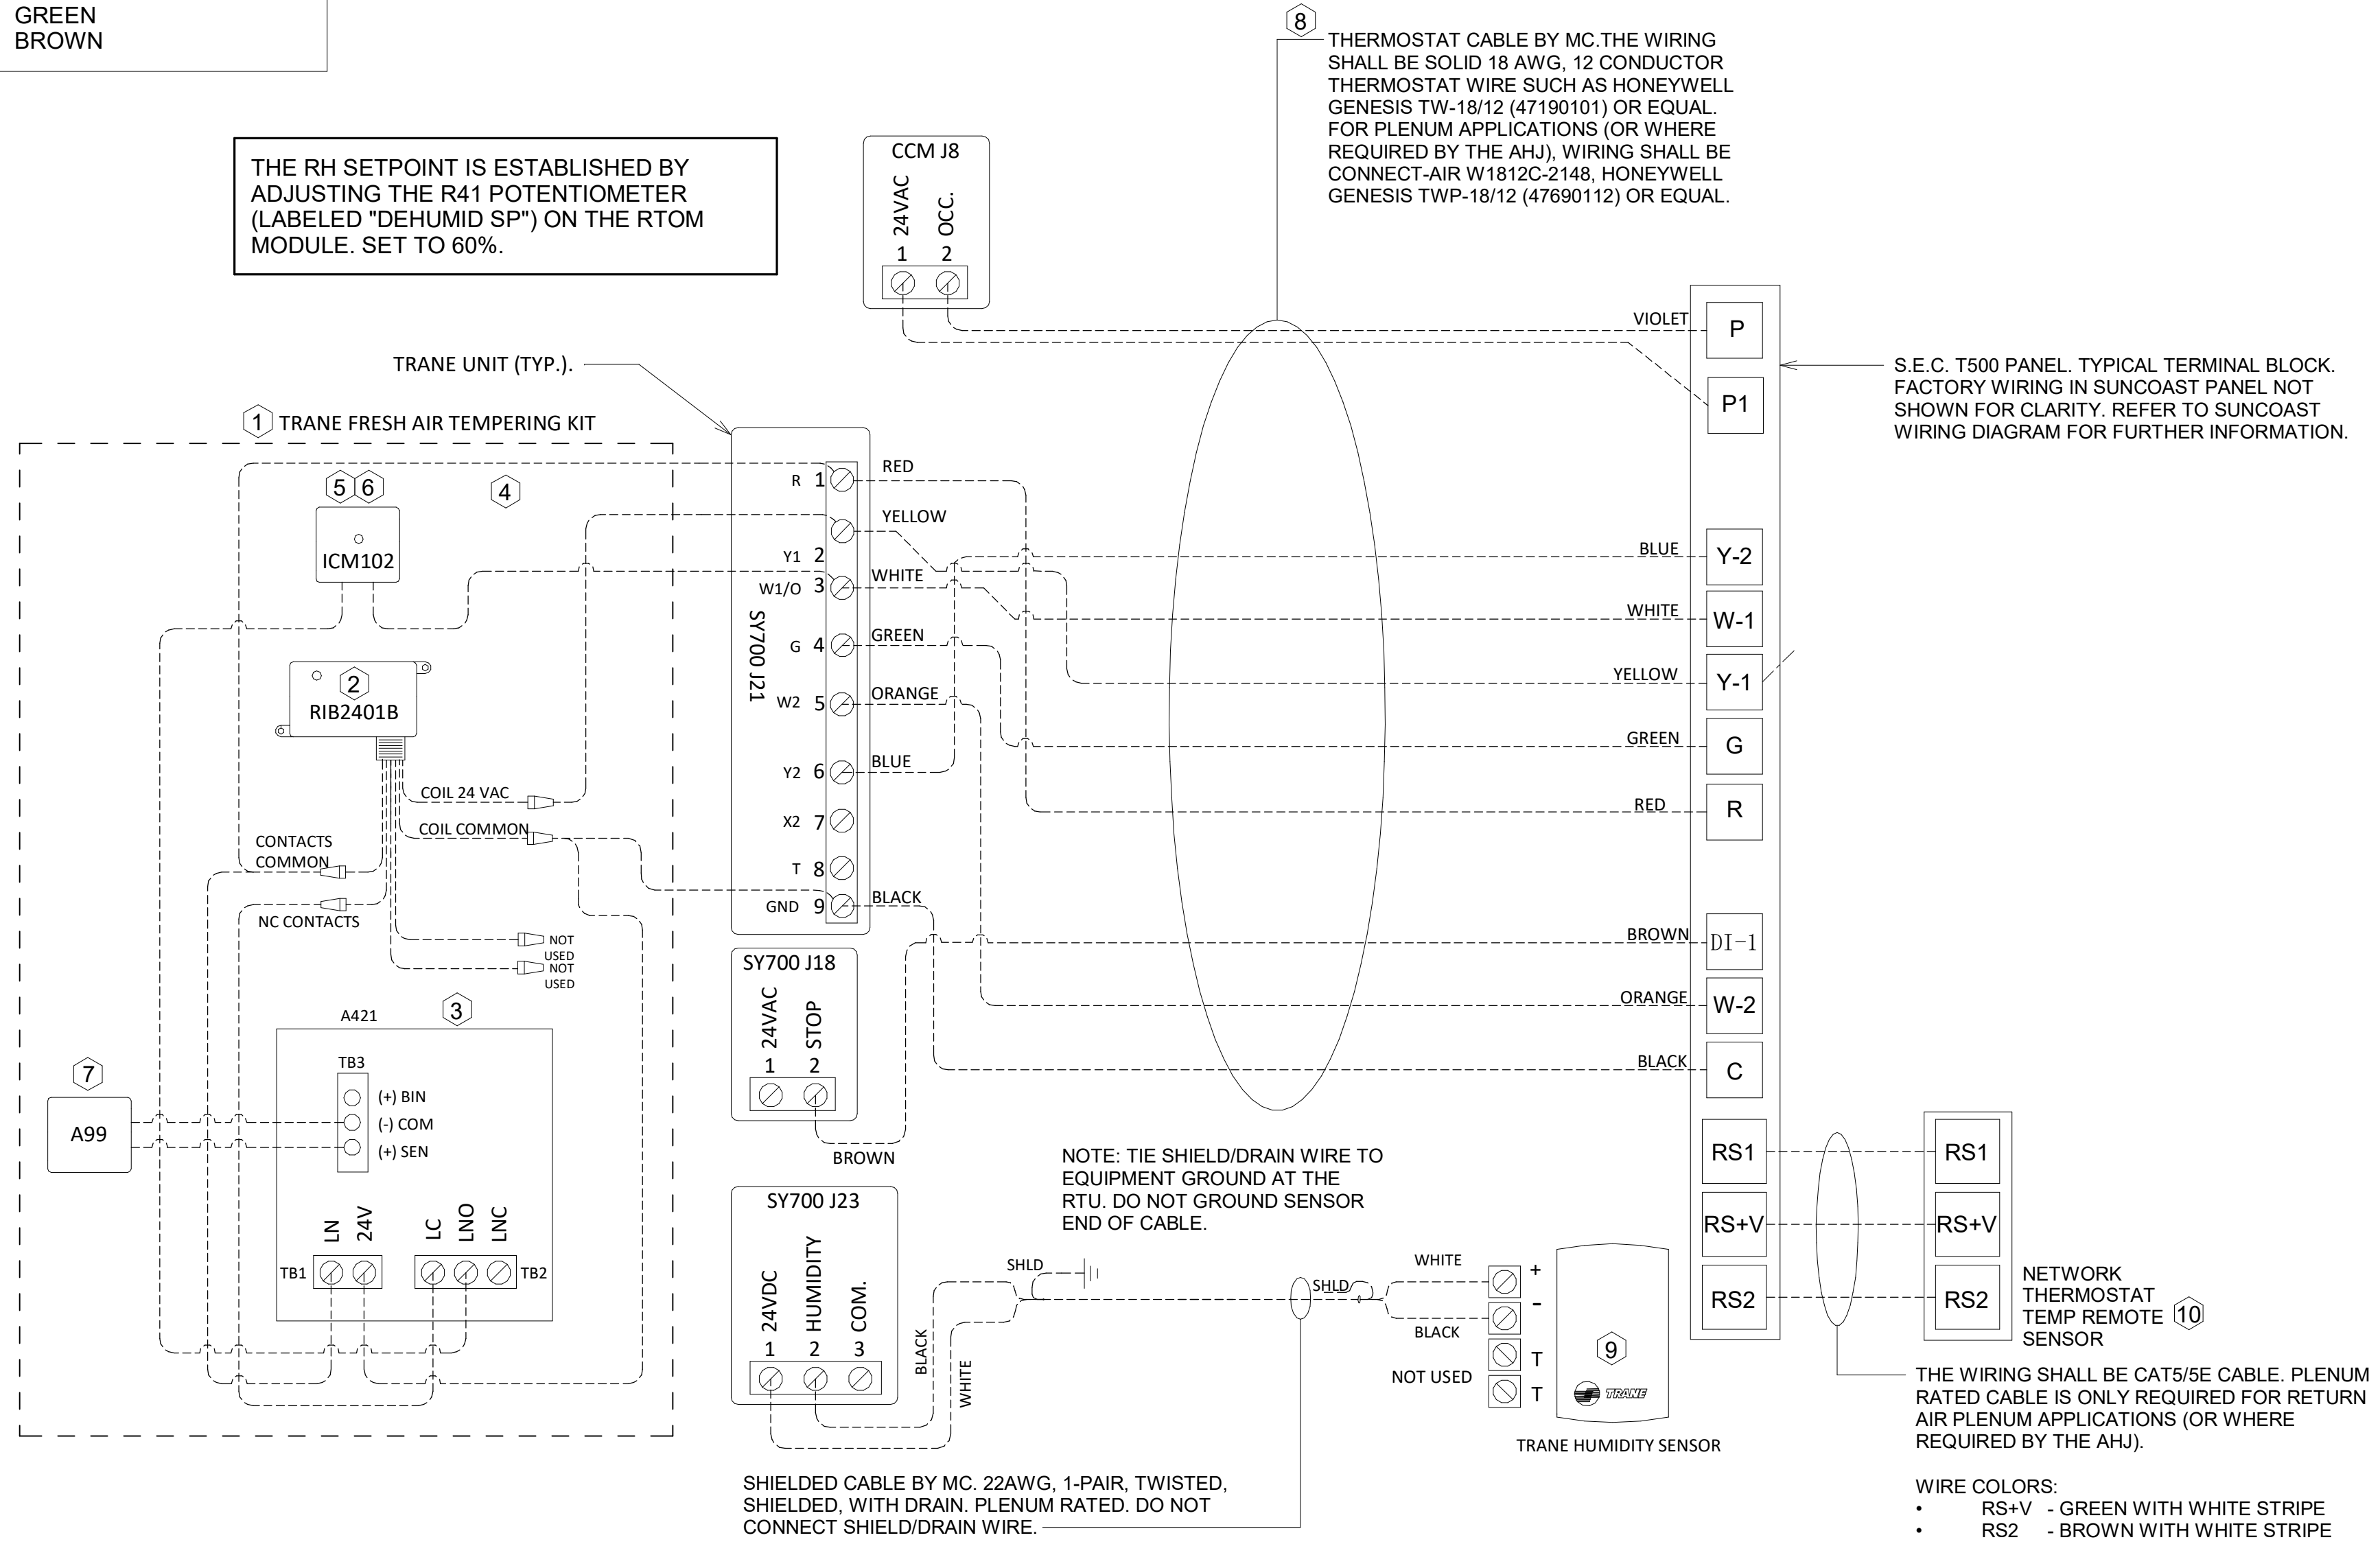 GREEN
BROWN
8
THERMOSTAT CABLE BY MC.THE WIRING
SHALL BE SOLID 18 AWG, 12 CONDUCTOR
THERMOSTAT WIRE SUCH AS HONEYWELL
GENESIS TW-18/12 (47190101) OR EQUAL.
FOR PLENUM APPLICATIONS (OR WHERE
REQUIRED BY THE AHJ), WIRING SHALL BE
CONNECT-AIR W1812C-2148, HONEYWELL
GENESIS TWP-18/12 (47690112) OR EQUAL.
THE RH SETPOINT IS ESTABLISHED BY
ADJUSTING THE R41 POTENTIOMETER
(LABELED "DEHUMID SP") ON THE RTOM
MODULE. SET TO 60%.
CCM J8
24VAC
OCC.
1 2
TRANE UNIT (TYP.).
1 TRANE FRESH AIR TEMPERING KIT
5 6
4
ICM102
2
RIB2401B
COIL 24 VAC
COIL COMMON
CONTACTS
COMMON
NC CONTACTS
NOT
USED
NOT
USED
3
A421
TB3
(+) BIN
(-) COM
(+) SEN
7
A99
LN
24V
LC
LNO
LNC
TB1
TB2
SY700 J21
R 1 RED
Y1 2 YELLOW
W1/O 3 WHITE
G 4 GREEN
W2 5 ORANGE
Y2 6 BLUE
X2 7
T 8
GND 9 BLACK
SY700 J18
24VAC
STOP
1 2
BROWN
SY700 J23
24VDC
HUMIDITY
COM.
1 2 3
BLACK
WHITE
NOTE: TIE SHIELD/DRAIN WIRE TO
EQUIPMENT GROUND AT THE
RTU. DO NOT GROUND SENSOR
END OF CABLE.
SHLD
SHLD
WHITE
BLACK
NOT USED
+
-
T
T
9
TRANE
TRANE HUMIDITY SENSOR
SHIELDED CABLE BY MC. 22AWG, 1-PAIR, TWISTED,
SHIELDED, WITH DRAIN. PLENUM RATED. DO NOT
CONNECT SHIELD/DRAIN WIRE.
VIOLET P
P1
BLUE Y-2
WHITE W-1
YELLOW Y-1
GREEN G
RED R
BROWN DI-1
ORANGE W-2
BLACK C
RS1
RS+V
RS2
S.E.C. T500 PANEL. TYPICAL TERMINAL BLOCK.
FACTORY WIRING IN SUNCOAST PANEL NOT
SHOWN FOR CLARITY. REFER TO SUNCOAST
WIRING DIAGRAM FOR FURTHER INFORMATION.
RS1
RS+V
RS2
NETWORK
THERMOSTAT
TEMP REMOTE 10
SENSOR
THE WIRING SHALL BE CAT5/5E CABLE. PLENUM
RATED CABLE IS ONLY REQUIRED FOR RETURN
AIR PLENUM APPLICATIONS (OR WHERE
REQUIRED BY THE AHJ).
WIRE COLORS:
• RS+V - GREEN WITH WHITE STRIPE
• RS2 - BROWN WITH WHITE STRIPE